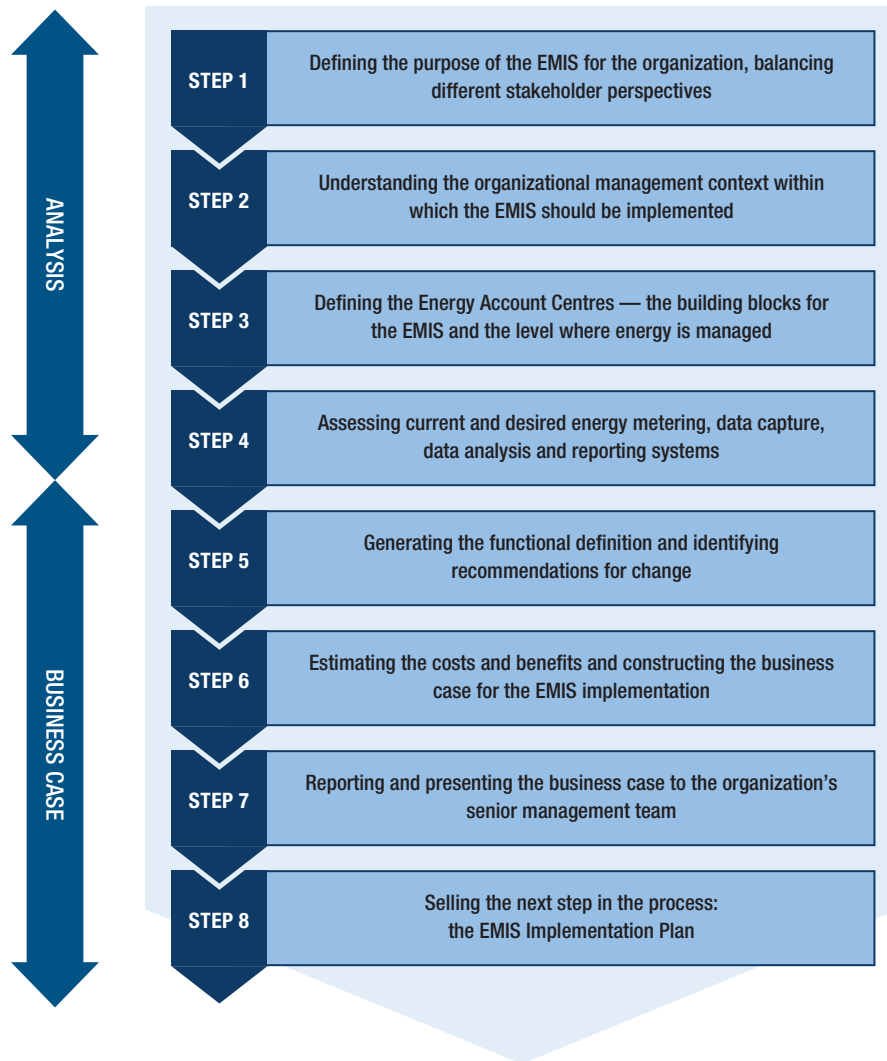 ANALYSIS
STEP 1
Defining the purpose of the EMIS for the organization, balancing
different stakeholder perspectives
STEP 2
Understanding the organizational management context within
which the EMIS should be implemented
STEP 3
Defining the Energy Account Centres — the building blocks for
the EMIS and the level where energy is managed
STEP 4
Assessing current and desired energy metering, data capture,
data analysis and reporting systems
BUSINESS CASE
STEP 5
Generating the functional definition and identifying
recommendations for change
STEP 6
Estimating the costs and benefits and constructing the business
case for the EMIS implementation
STEP 7
Reporting and presenting the business case to the organization’s
senior management team
STEP 8
Selling the next step in the process:
the EMIS Implementation Plan